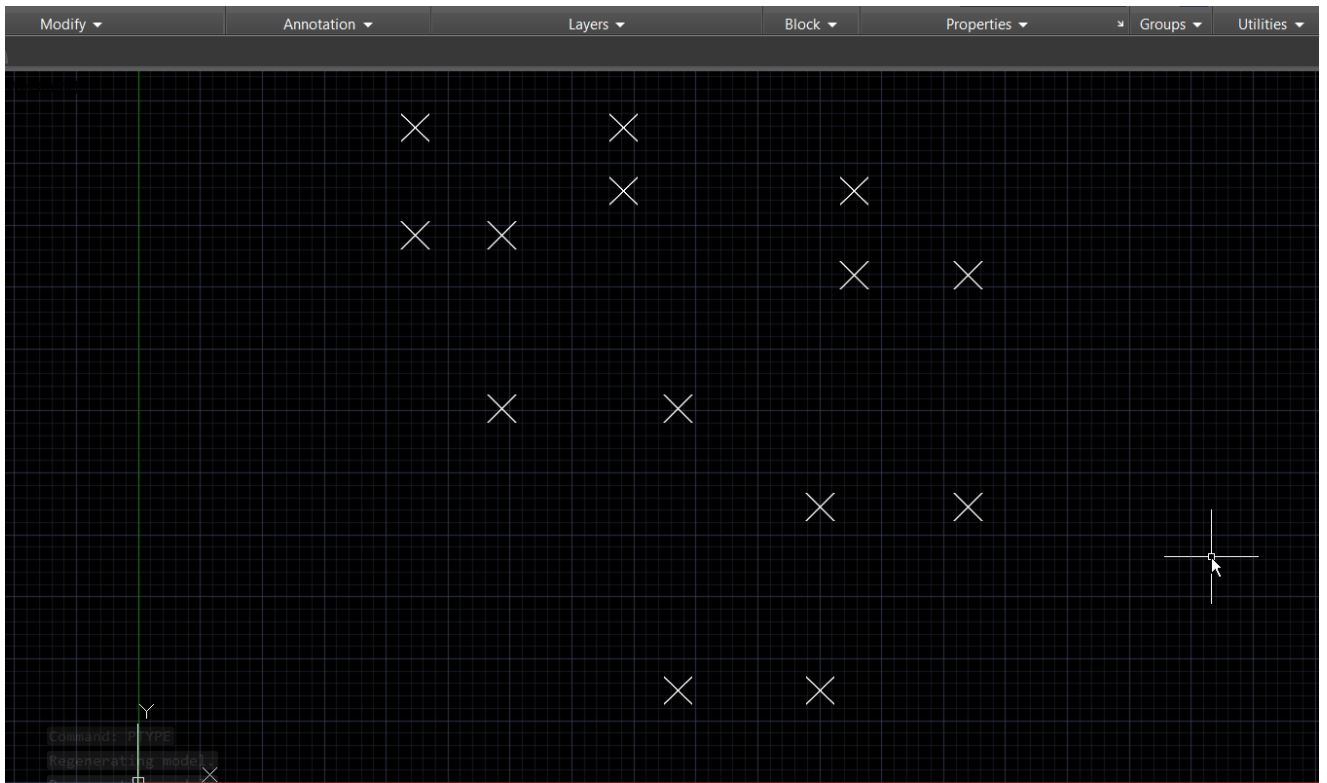 Modify Annotation Layers Block Properties Groups Utilities
Y
Command: PTYPE
Regenerating model.
X